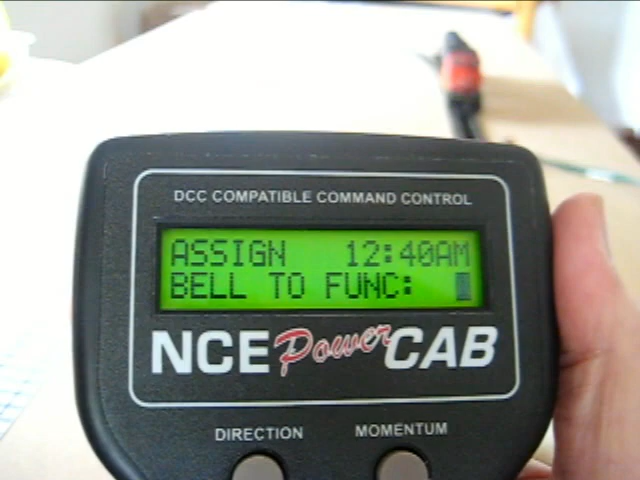 DCC COMPATIBLE COMMAND CONTROL
ASSIGN 12:40AM
BELL TO FUNC:
NCE Power CAB
DIRECTION MOMENTUM